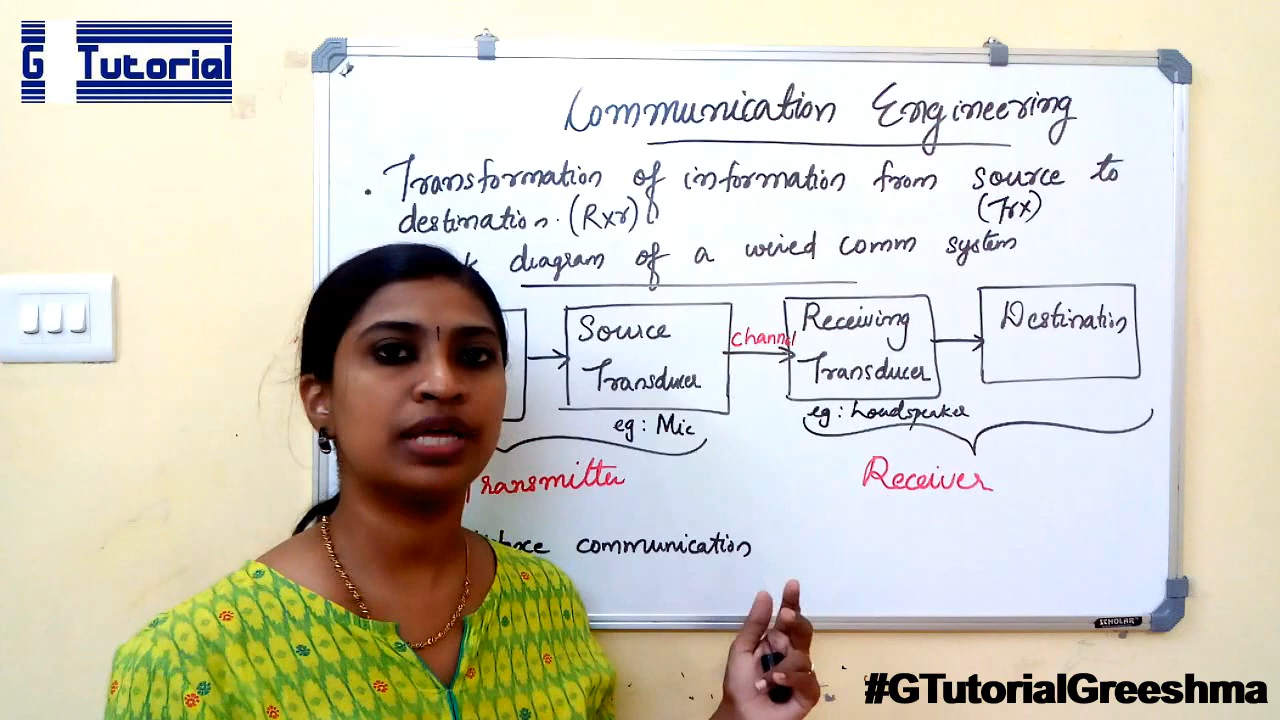 G Tutorial
Communication Engineering
. Transformation of information from source to
(Trx)
destination. (Rxr)
diagram of a wired comm system
Source
Transducer
channel
Receiving
Transducer
Destination
eg: Mic
eg: Loudspeaker
Receiver
communication
SCHOLAR
#GTutorialGreeshma